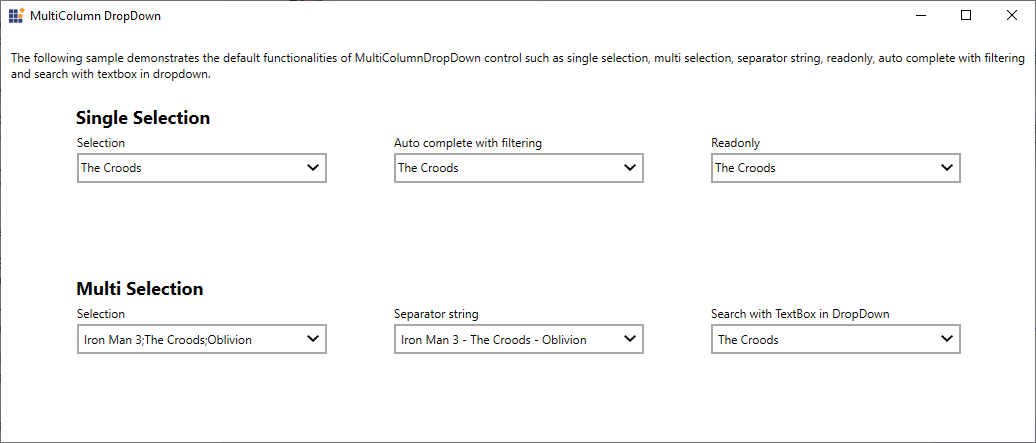 MultiColumn DropDown
The following sample demonstrates the default functionalities of MultiColumnDropDown control such as single selection, multi selection, separator string, readonly, auto complete with filtering
and search with textbox in dropdown.
Single Selection
Selection
Auto complete with filtering
Readonly
The Croods
The Croods
The Croods
Multi Selection
Selection
Separator string
Search with TextBox in DropDown
Iron Man 3;The Croods;Oblivion
Iron Man 3 - The Croods - Oblivion
The Croods